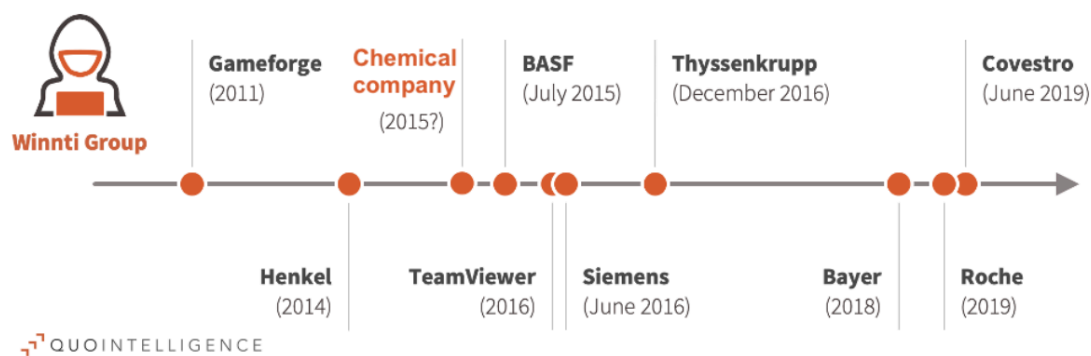 Winnti Group
Gameforge
(2011)
Chemical
company
(2015?)
BASF
(July 2015)
Thyssenkrupp
(December 2016)
Covestro
(June 2019)
Henkel
(2014)
TeamViewer
(2016)
Siemens
(June 2016)
Bayer
(2018)
Roche
(2019)
QUOINTELLIGENCE